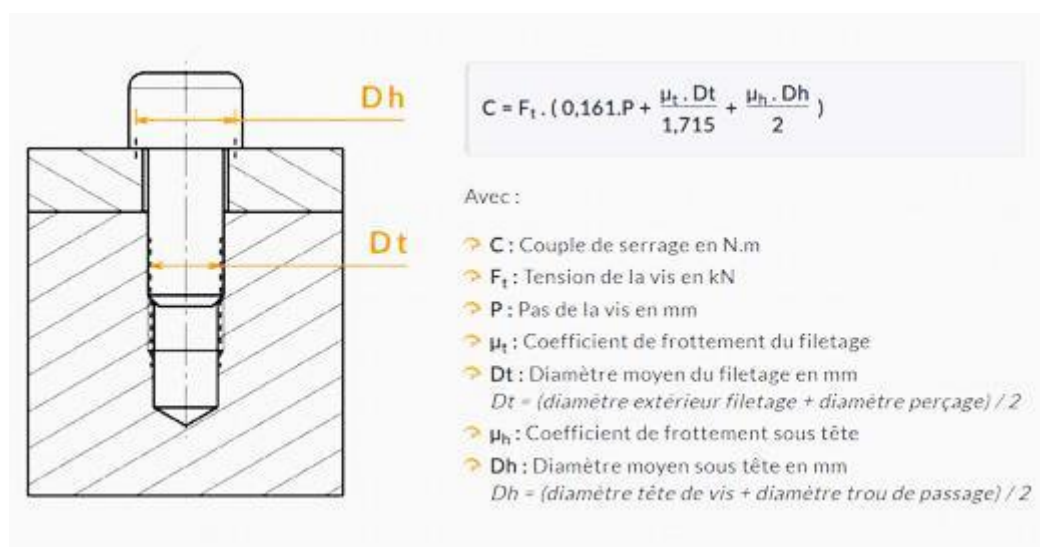 Dh
Dt
C = Fₜ . ( 0,161.P + μₜ . Dt / 1,715 + μₕ . Dh / 2 )
Avec :
C : Couple de serrage en N.m
Fₜ : Tension de la vis en kN
P : Pas de la vis en mm
μₜ : Coefficient de frottement du filetage
Dt : Diamètre moyen du filetage en mm
Dt = (diamètre extérieur filetage + diamètre perçage) / 2
μₕ : Coefficient de frottement sous tête
Dh : Diamètre moyen sous tête en mm
Dh = (diamètre tête de vis + diamètre trou de passage) / 2